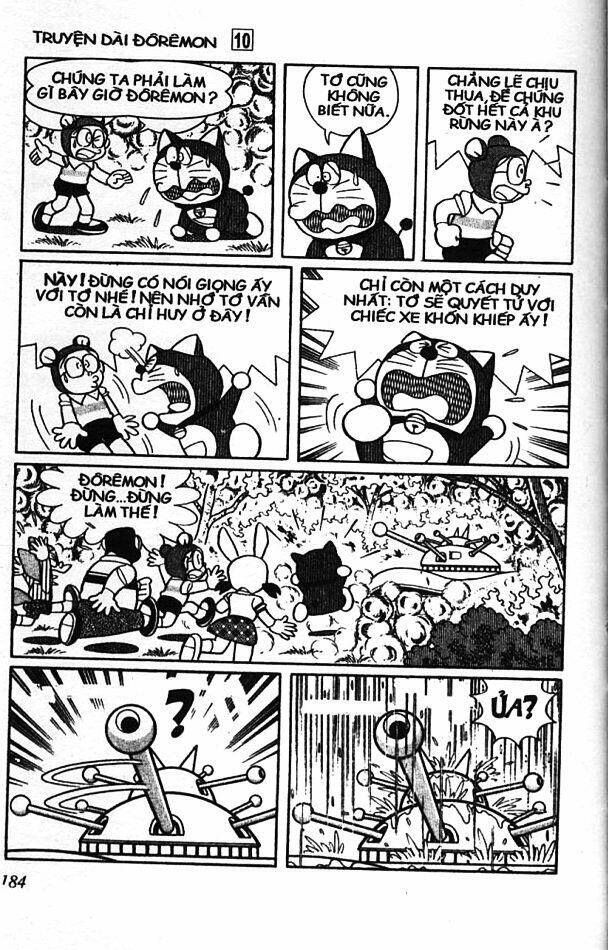 TRUYỆN DÀI ĐÔRÊMON 10
CHÚNG TA PHẢI LÀM
GÌ BÂY GIỜ ĐÔRÊMON?
TỚ CŨNG
KHÔNG
BIẾT NỮA.
CHẲNG LẼ CHỊU
THUA, ĐỂ CHÚNG
ĐỐT HẾT CẢ KHU
RỪNG NÀY À?
NÀY! ĐỪNG CÓ NÓI GIỌNG ẤY
VỚI TỚ NHÉ! NÊN NHỚ TỚ VẪN
CÒN LÀ CHỈ HUY Ở ĐÂY!
CHỈ CÒN MỘT CÁCH DUY
NHẤT: TỚ SẼ QUYẾT TỬ VỚI
CHIẾC XE KHỐN KHIẾP ẤY!
ĐÔRÊMON!
ĐỪNG...ĐỪNG
LÀM THẾ!
?
ỦA?
184